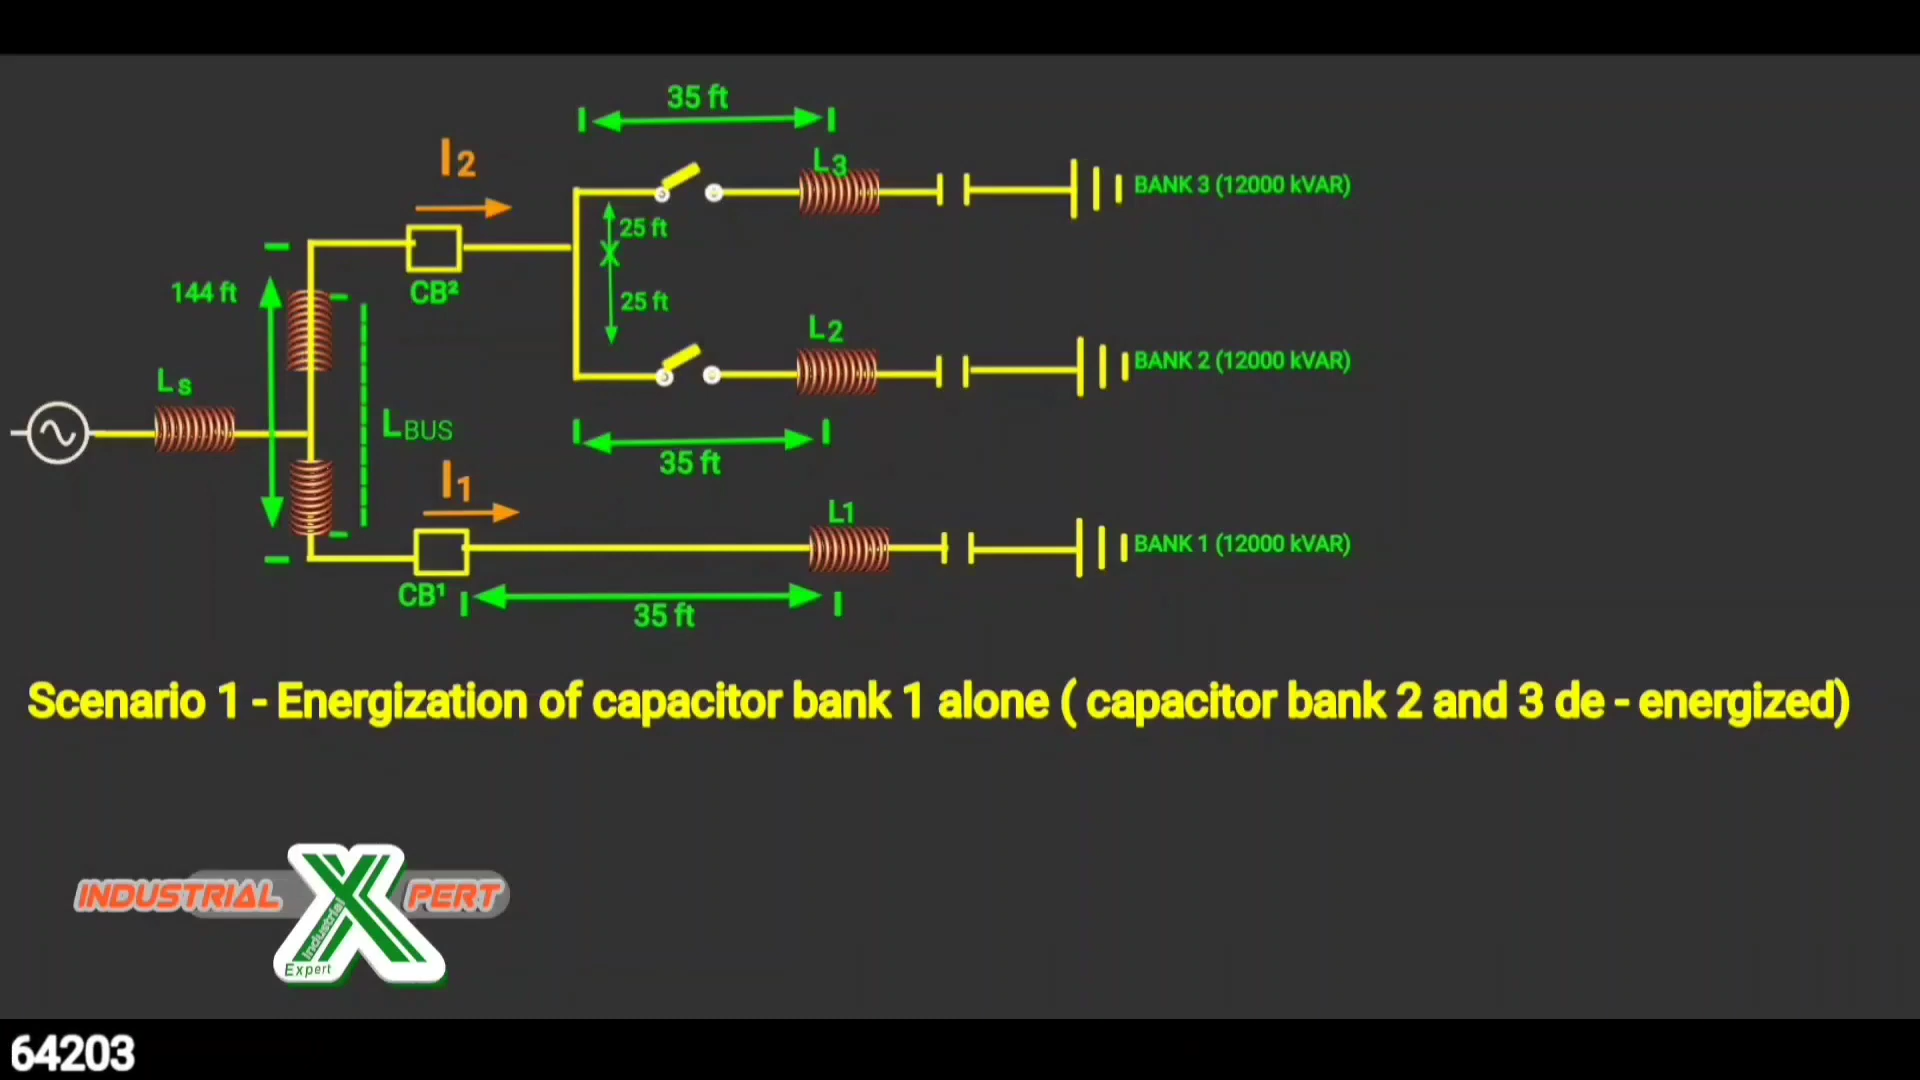 35 ft
I2
L3
BANK 3 (12000 kVAR)
25 ft
144 ft
CB²
25 ft
L2
BANK 2 (12000 kVAR)
Ls
LBUS
35 ft
I1
L1
BANK 1 (12000 kVAR)
CB¹
35 ft
Scenario 1 - Energization of capacitor bank 1 alone ( capacitor bank 2 and 3 de - energized)
INDUSTRIAL X PERT
Industrial
Expert
64203